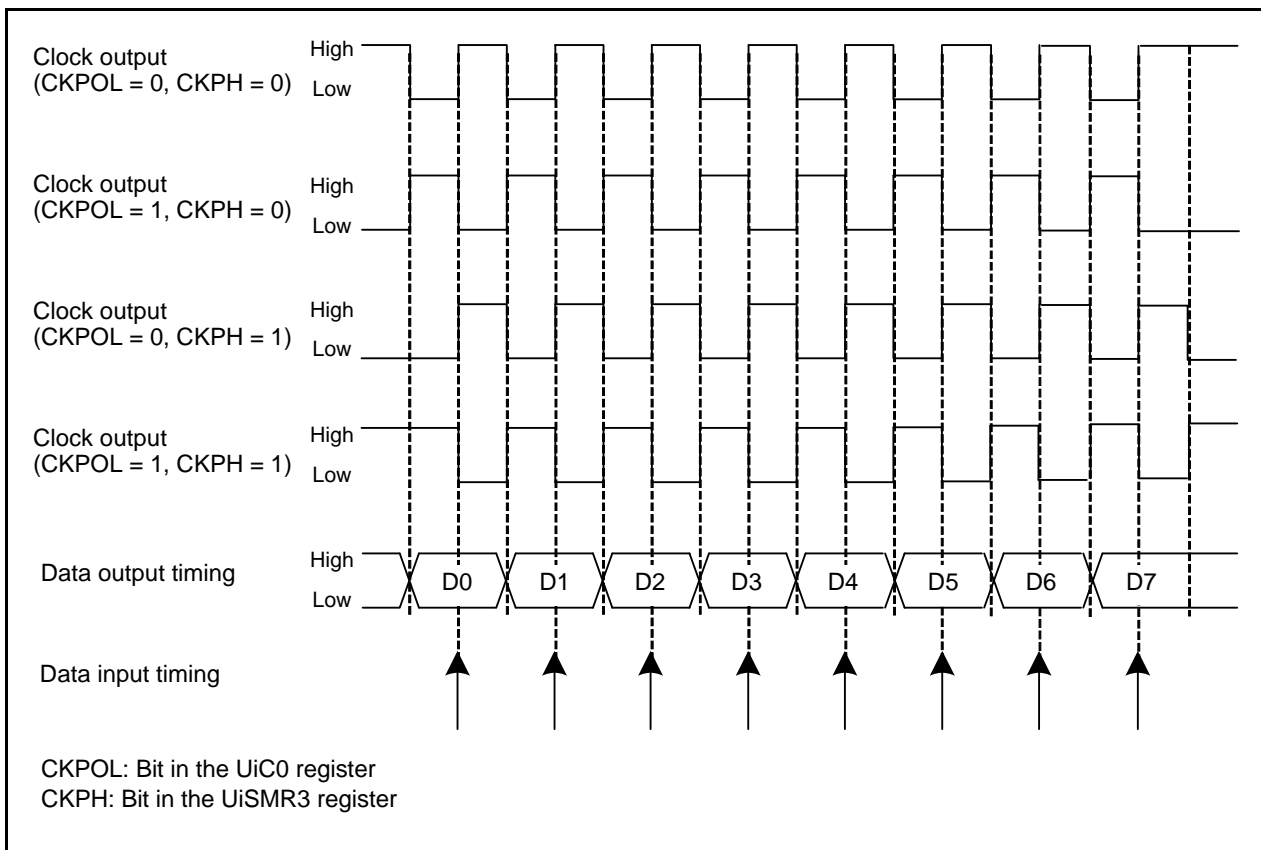 Clock output
(CKPOL = 0, CKPH = 0)
High
Low
Clock output
(CKPOL = 1, CKPH = 0)
High
Low
Clock output
(CKPOL = 0, CKPH = 1)
High
Low
Clock output
(CKPOL = 1, CKPH = 1)
High
Low
Data output timing
High
Low
D0 D1 D2 D3 D4 D5 D6 D7
Data input timing
CKPOL: Bit in the UiC0 register
CKPH: Bit in the UiSMR3 register